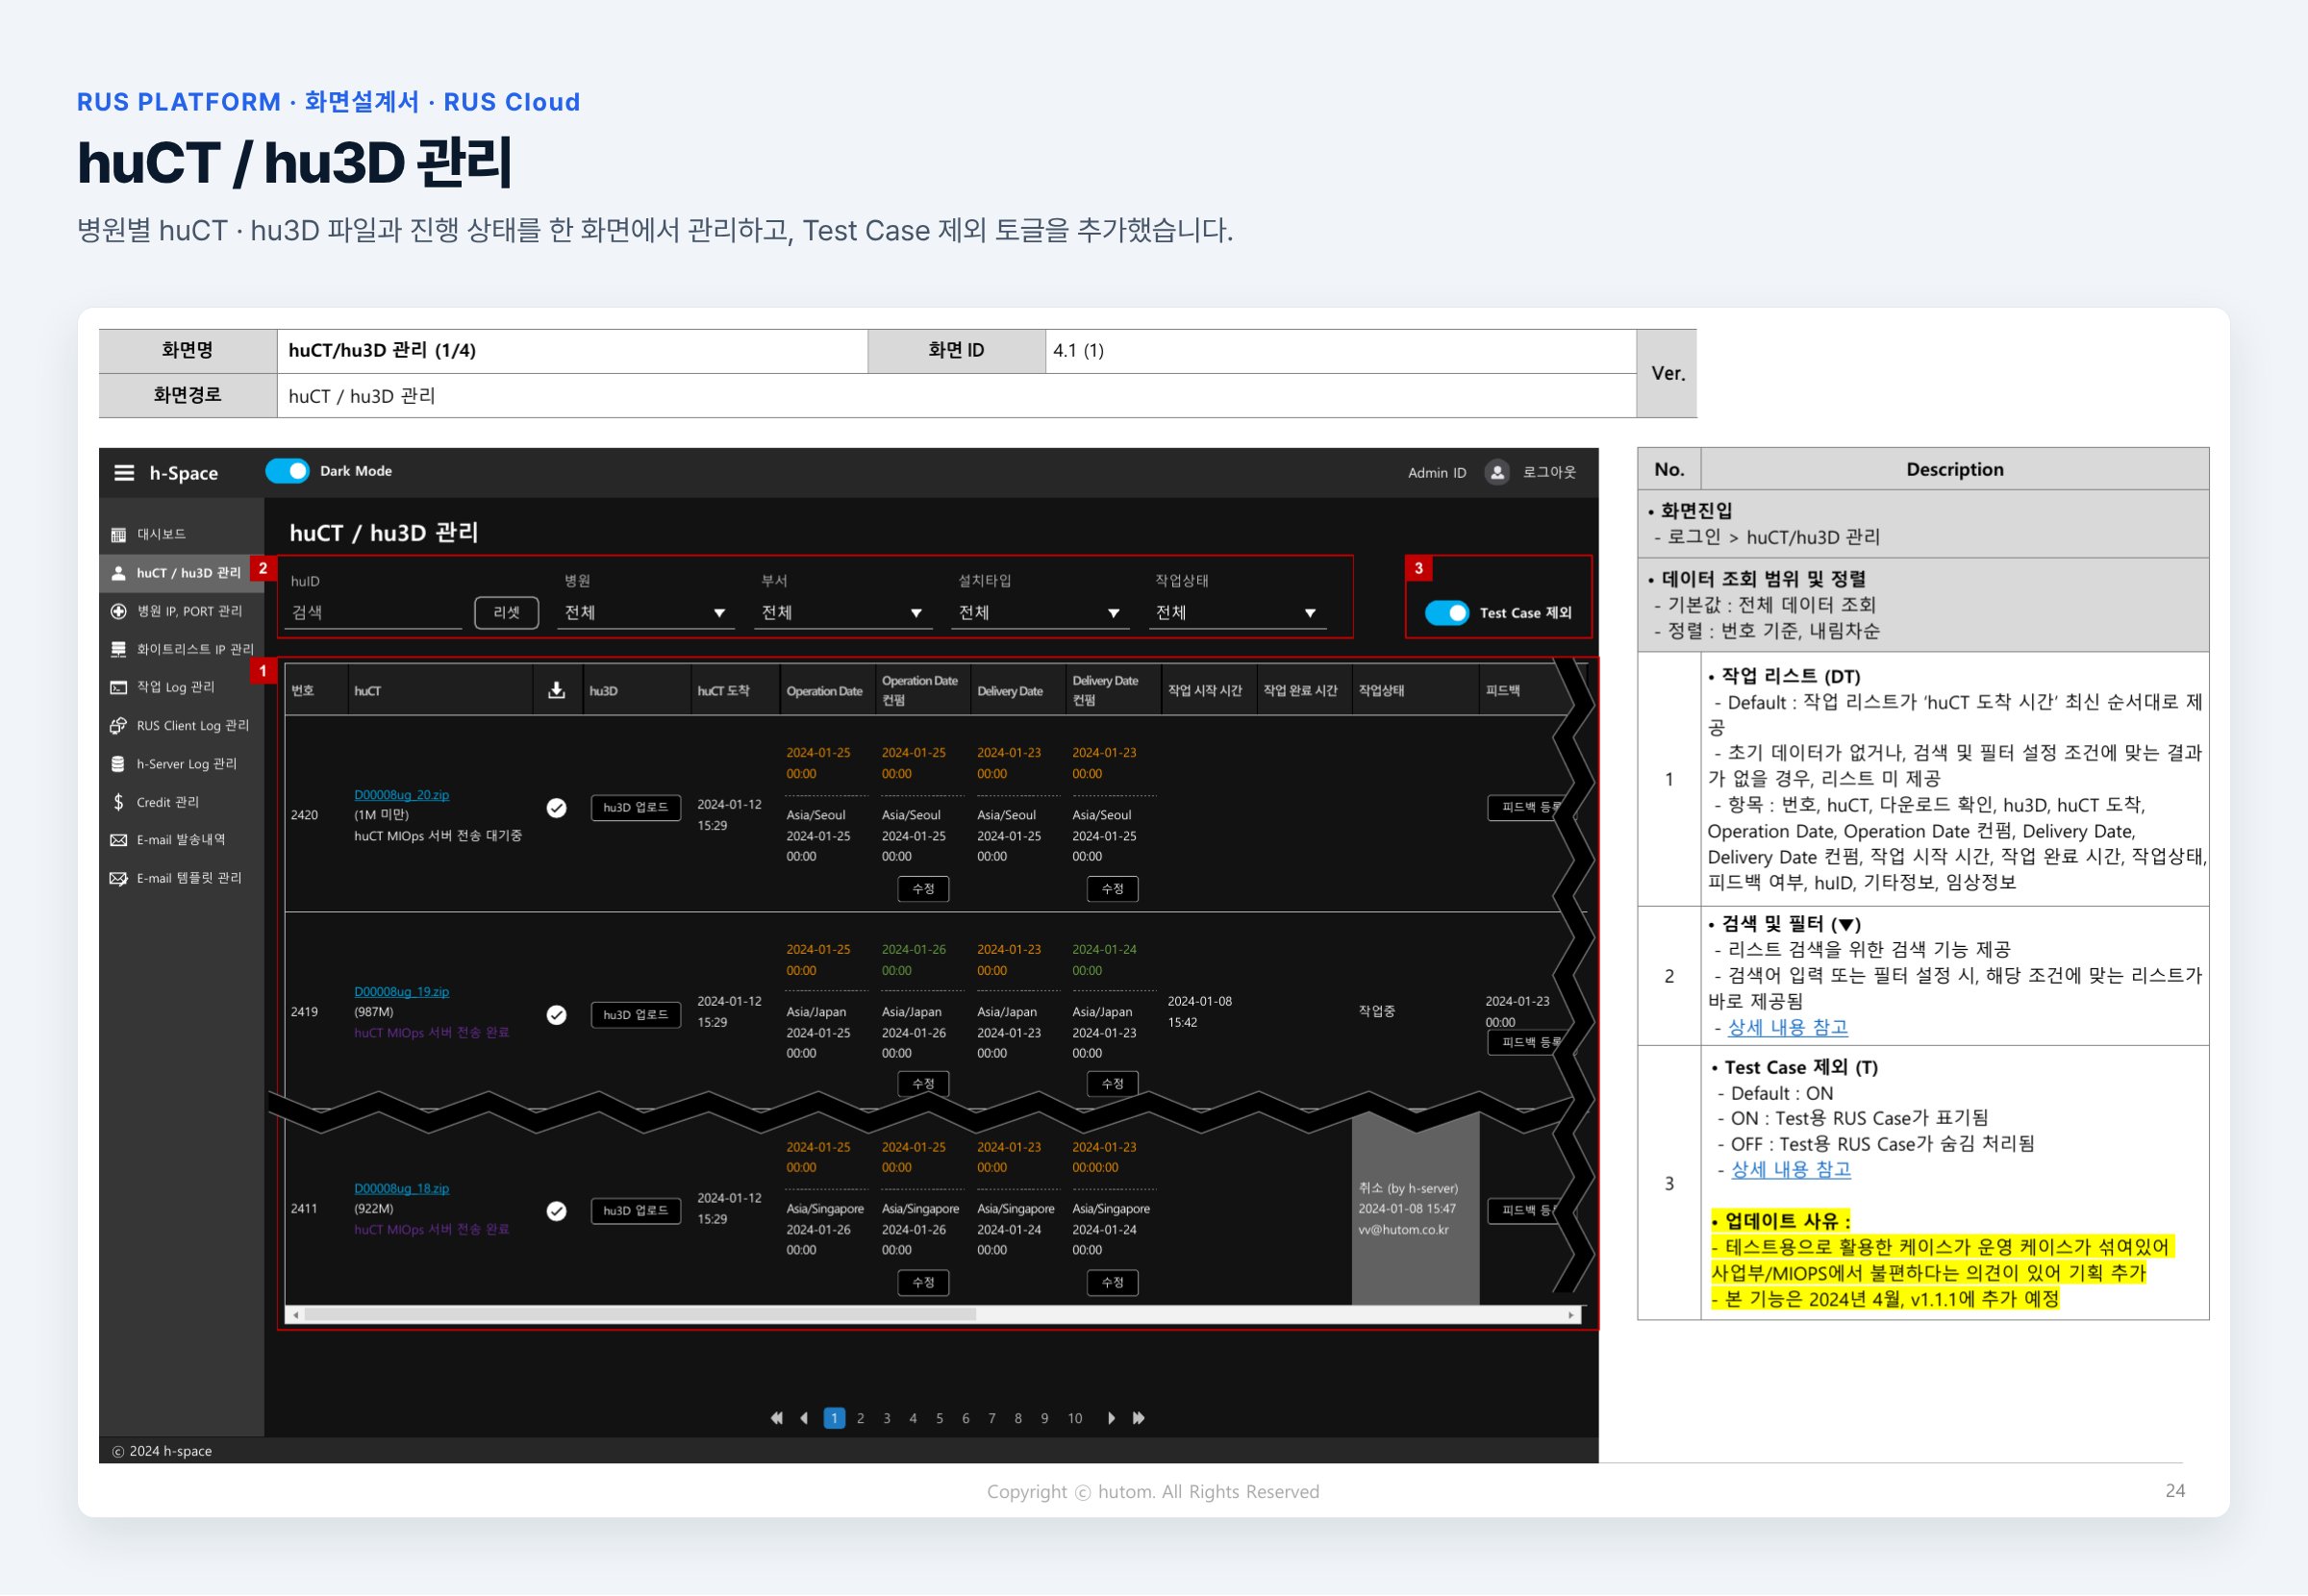 RUS PLATFORM · 화면설계서 · RUS Cloud
huCT / hu3D 관리
병원별 huCT · hu3D 파일과 진행 상태를 한 화면에서 관리하고, Test Case 제외 토글을 추가했습니다.
화면명 huCT/hu3D 관리 (1/4) 화면 ID 4.1 (1) Ver.
화면경로 huCT / hu3D 관리
h-Space Dark Mode Admin ID 로그아웃
대시보드
huCT / hu3D 관리
병원 IP, PORT 관리
화이트리스트 IP 관리
작업 Log 관리
RUS Client Log 관리
h-Server Log 관리
Credit 관리
E-mail 발송내역
E-mail 템플릿 관리
huCT / hu3D 관리
2
huID 병원 부서 설치타입 작업상태
검색 리셋 전체 전체 전체 전체
3
Test Case 제외
1
번호 huCT hu3D huCT 도착 Operation Date Operation Date 컨펌 Delivery Date Delivery Date 컨펌 작업 시작 시간 작업 완료 시간 작업상태 피드백
2024-01-25 2024-01-25 2024-01-23 2024-01-23
00:00 00:00 00:00 00:00
2420 D00008ug_20.zip hu3D 업로드 2024-01-12 피드백 등록
(1M 미만) 15:29 Asia/Seoul Asia/Seoul Asia/Seoul Asia/Seoul
huCT MIOps 서버 전송 대기중 2024-01-25 2024-01-25 2024-01-25 2024-01-25
00:00 00:00 00:00 00:00
수정 수정
2024-01-25 2024-01-26 2024-01-23 2024-01-24
00:00 00:00 00:00 00:00
2419 D00008ug_19.zip hu3D 업로드 2024-01-12 2024-01-08 작업중 2024-01-23
(987M) 15:29 Asia/Japan Asia/Japan Asia/Japan Asia/Japan 15:42 00:00
huCT MIOps 서버 전송 완료 2024-01-25 2024-01-26 2024-01-23 2024-01-23 피드백 등록
00:00 00:00 00:00 00:00
수정 수정
2024-01-25 2024-01-25 2024-01-23 2024-01-23
00:00 00:00 00:00 00:00:00
2411 D00008ug_18.zip hu3D 업로드 2024-01-12 취소 (by h-server) 피드백 등
(922M) 15:29 Asia/Singapore Asia/Singapore Asia/Singapore Asia/Singapore 2024-01-08 15:47
huCT MIOps 서버 전송 완료 2024-01-26 2024-01-26 2024-01-24 2024-01-24 vv@hutom.co.kr
00:00 00:00 00:00 00:00
수정 수정
1 2 3 4 5 6 7 8 9 10
ⓒ 2024 h-space
No. Description
• 화면진입
- 로그인 > huCT/hu3D 관리
• 데이터 조회 범위 및 정렬
- 기본값 : 전체 데이터 조회
- 정렬 : 번호 기준, 내림차순
1
• 작업 리스트 (DT)
- Default : 작업 리스트가 ‘huCT 도착 시간’ 최신 순서대로 제
공
- 초기 데이터가 없거나, 검색 및 필터 설정 조건에 맞는 결과
가 없을 경우, 리스트 미 제공
- 항목 : 번호, huCT, 다운로드 확인, hu3D, huCT 도착,
Operation Date, Operation Date 컨펌, Delivery Date,
Delivery Date 컨펌, 작업 시작 시간, 작업 완료 시간, 작업상태,
피드백 여부, huID, 기타정보, 임상정보
2
• 검색 및 필터 (▼)
- 리스트 검색을 위한 검색 기능 제공
- 검색어 입력 또는 필터 설정 시, 해당 조건에 맞는 리스트가
바로 제공됨
- 상세 내용 참고
3
• Test Case 제외 (T)
- Default : ON
- ON : Test용 RUS Case가 표기됨
- OFF : Test용 RUS Case가 숨김 처리됨
- 상세 내용 참고
• 업데이트 사유 :
- 테스트용으로 활용한 케이스가 운영 케이스가 섞여있어
사업부/MIOPS에서 불편하다는 의견이 있어 기획 추가
- 본 기능은 2024년 4월, v1.1.1에 추가 예정
Copyright ⓒ hutom. All Rights Reserved
24